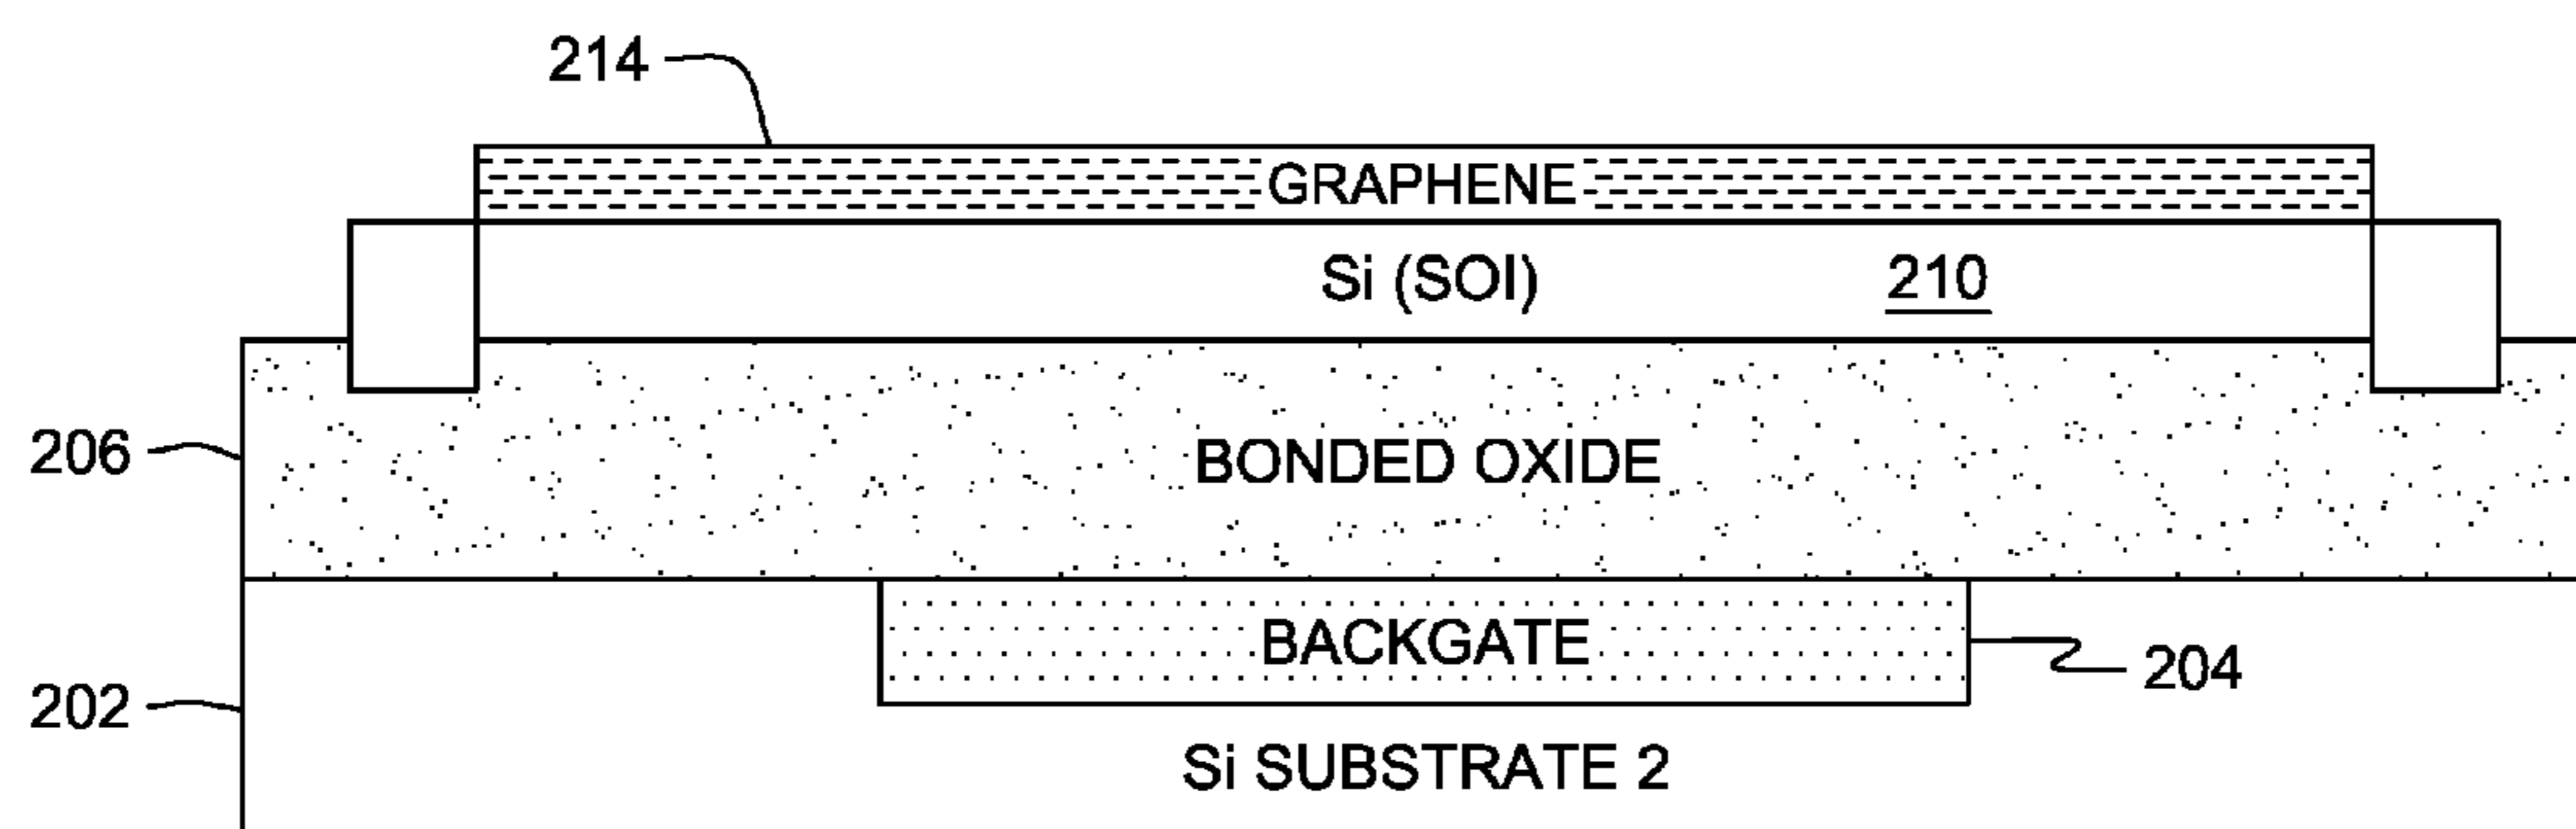 214
GRAPHENE
Si (SOI) 210
206 BONDED OXIDE
BACKGATE 204
202
Si SUBSTRATE 2